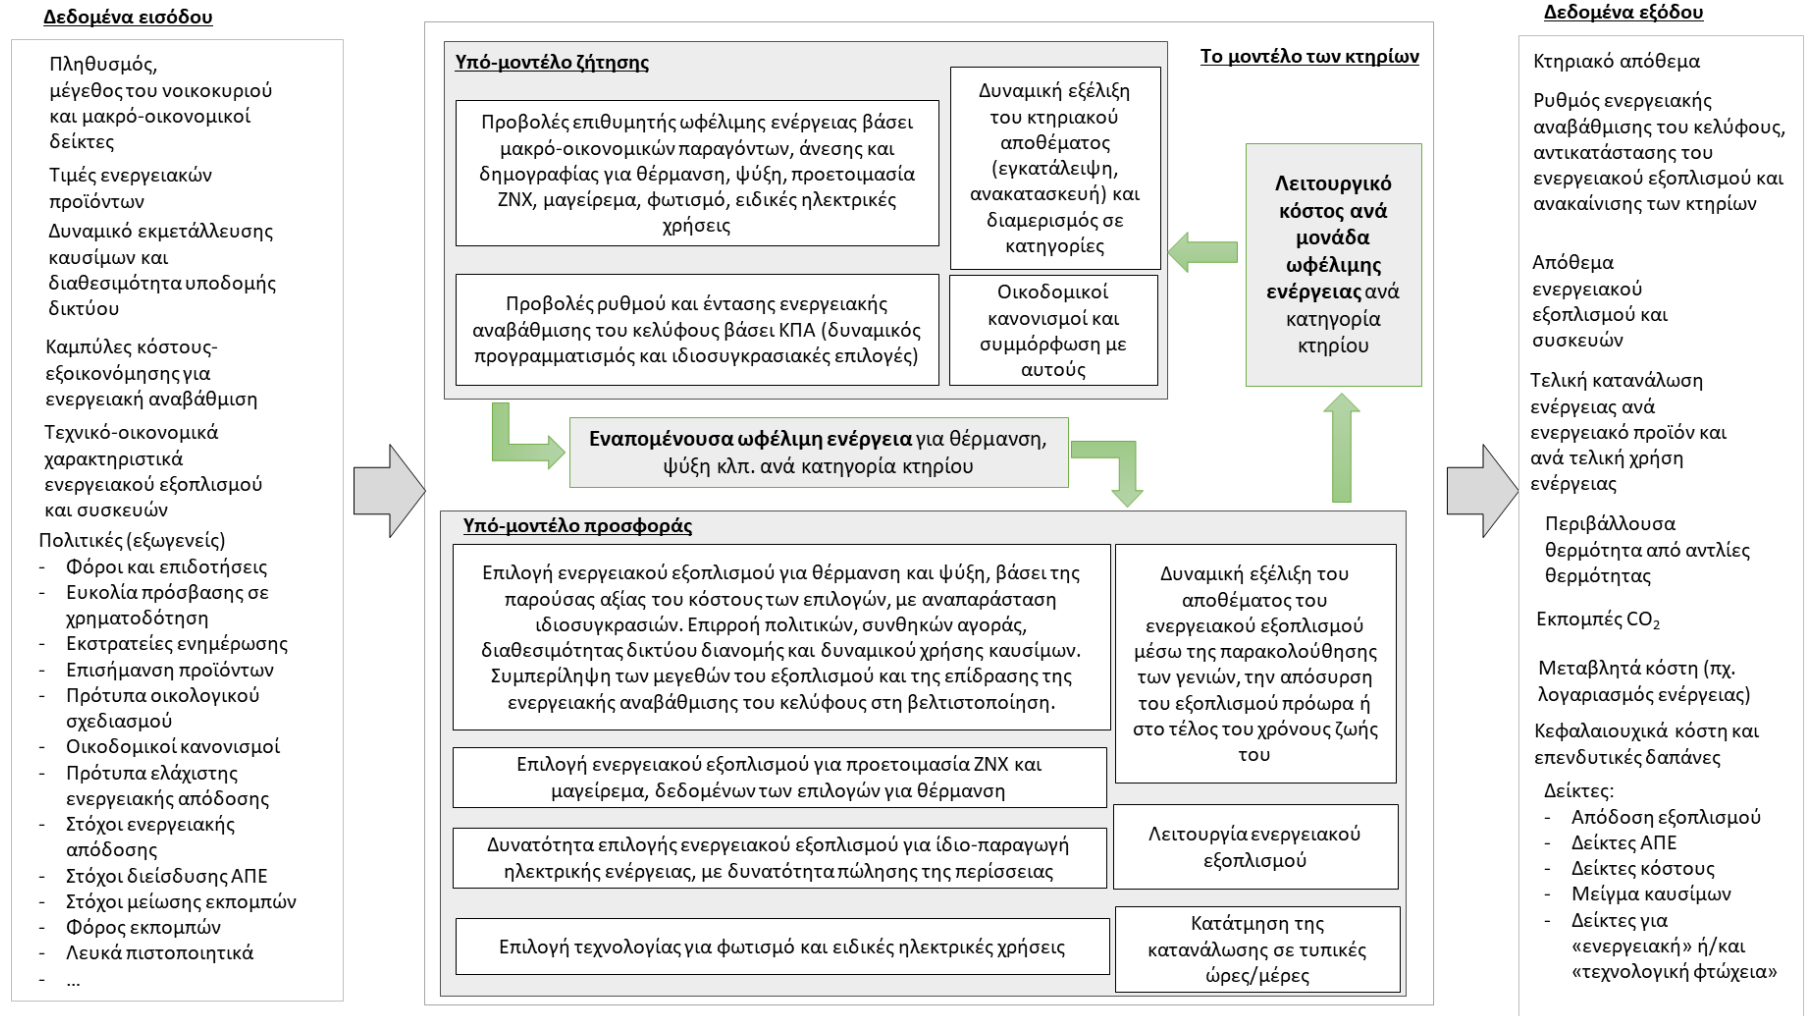 Δεδομένα εισόδου
Πληθυσμός,
μέγεθος του νοικοκυριού
και μακρό-οικονομικοί
δείκτες
Τιμές ενεργειακών
προϊόντων
Δυναμικό εκμετάλλευσης
καυσίμων και
διαθεσιμότητα υποδομής
δικτύου
Καμπύλες κόστους-
εξοικονόμησης για
ενεργειακή αναβάθμιση
Τεχνικό-οικονομικά
χαρακτηριστικά
ενεργειακού εξοπλισμού
και συσκευών
Πολιτικές (εξωγενείς)
- Φόροι και επιδοτήσεις
- Ευκολία πρόσβασης σε
χρηματοδότηση
- Εκστρατείες ενημέρωσης
- Επισήμανση προϊόντων
- Πρότυπα οικολογικού
σχεδιασμού
- Οικοδομικοί κανονισμοί
- Πρότυπα ελάχιστης
ενεργειακής απόδοσης
- Στόχοι ενεργειακής
απόδοσης
- Στόχοι διείσδυσης ΑΠΕ
- Στόχοι μείωσης εκπομπών
- Φόρος εκπομπών
- Λευκά πιστοποιητικά
- ...
Το μοντέλο των κτηρίων
Υπό-μοντέλο ζήτησης
Προβολές επιθυμητής ωφέλιμης ενέργειας βάσει
μακρό-οικονομικών παραγόντων, άνεσης και
δημογραφίας για θέρμανση, ψύξη, προετοιμασία
ΖΝΧ, μαγείρεμα, φωτισμό, ειδικές ηλεκτρικές
χρήσεις
Δυναμική εξέλιξη
του κτηριακού
αποθέματος
(εγκατάλειψη,
ανακατασκευή) και
διαμερισμός σε
κατηγορίες
Προβολές ρυθμού και έντασης ενεργειακής
αναβάθμισης του κελύφους βάσει ΚΠΑ (δυναμικός
προγραμματισμός και ιδιοσυγκρασιακές επιλογές)
Οικοδομικοί
κανονισμοί και
συμμόρφωση με
αυτούς
Λειτουργικό
κόστος ανά
μονάδα
ωφέλιμης
ενέργειας ανά
κατηγορία
κτηρίου
Εναπομένουσα ωφέλιμη ενέργεια για θέρμανση,
ψύξη κλπ. ανά κατηγορία κτηρίου
Υπό-μοντέλο προσφοράς
Επιλογή ενεργειακού εξοπλισμού για θέρμανση και ψύξη, βάσει της
παρούσας αξίας του κόστους των επιλογών, με αναπαράσταση
ιδιοσυγκρασιών. Επιρροή πολιτικών, συνθηκών αγοράς,
διαθεσιμότητας δικτύου διανομής και δυναμικού χρήσης καυσίμων.
Συμπερίληψη των μεγεθών του εξοπλισμού και της επίδρασης της
ενεργειακής αναβάθμισης του κελύφους στη βελτιστοποίηση.
Δυναμική εξέλιξη του
αποθέματος του
ενεργειακού εξοπλισμού
μέσω της παρακολούθησης
των γενιών, την απόσυρση
του εξοπλισμού πρόωρα ή
στο τέλος του χρόνους ζωής
του
Επιλογή ενεργειακού εξοπλισμού για προετοιμασία ΖΝΧ και
μαγείρεμα, δεδομένων των επιλογών για θέρμανση
Δυνατότητα επιλογής ενεργειακού εξοπλισμού για ίδιο-παραγωγή
ηλεκτρικής ενέργειας, με δυνατότητα πώλησης της περίσσειας
Λειτουργία ενεργειακού
εξοπλισμού
Επιλογή τεχνολογίας για φωτισμό και ειδικές ηλεκτρικές χρήσεις
Κατάτμηση της
κατανάλωσης σε τυπικές
ώρες/μέρες
Δεδομένα εξόδου
Κτηριακό απόθεμα
Ρυθμός ενεργειακής
αναβάθμισης του κελύφους,
αντικατάστασης του
ενεργειακού εξοπλισμού και
ανακαίνισης των κτηρίων
Απόθεμα
ενεργειακού
εξοπλισμού και
συσκευών
Τελική κατανάλωση
ενέργειας ανά
ενεργειακό προϊόν και
ανά τελική χρήση
ενέργειας
Περιβάλλουσα
θερμότητα από αντλίες
θερμότητας
Εκπομπές CO₂
Μεταβλητά κόστη (πχ.
λογαριασμός ενέργειας)
Κεφαλαιουχικά κόστη και
επενδυτικές δαπάνες
Δείκτες:
- Απόδοση εξοπλισμού
- Δείκτες ΑΠΕ
- Δείκτες κόστους
- Μείγμα καυσίμων
- Δείκτες για
«ενεργειακή» ή/και
«τεχνολογική φτώχεια»